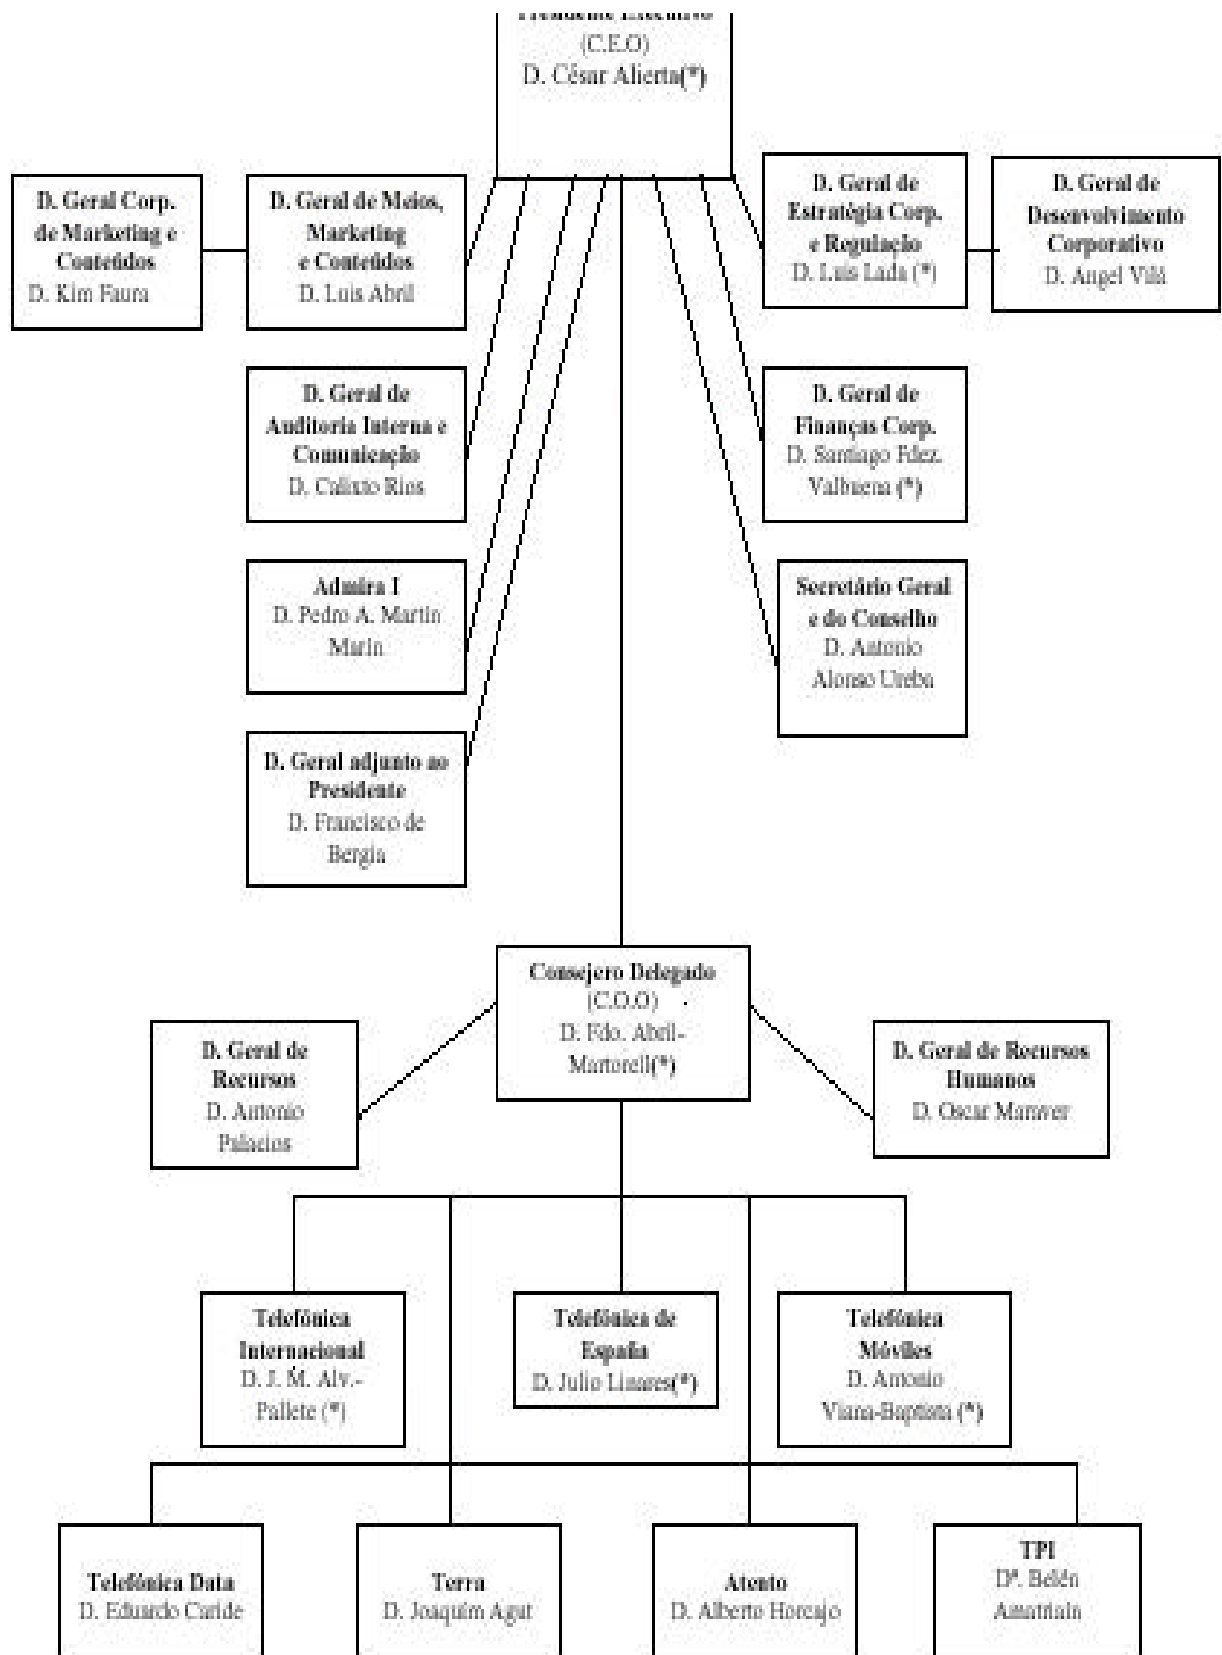 Presidente Executivo
(C.E.O)
D. César Alierta(*)
D. Geral Corp.
de Marketing e
Conteúdos
D. Kim Faura
D. Geral de Meios,
Marketing
e Conteúdos
D. Luis Abril
D. Geral de
Estratégia Corp.
e Regulação
D. Luis Lada (*)
D. Geral de
Desenvolvimento
Corporativo
D. Angel Vilá
D. Geral de
Auditoria Interna e
Comunicação
D. Calixto Rios
D. Geral de
Finanças Corp.
D. Santiago Fdez.
Valbuena (*)
Admira I
D. Pedro A. Martin
Marin
Secretário Geral
e do Conselho
D. Antonio
Alonso Ureba
D. Geral adjunto ao
Presidente
D. Francisco de
Bergia
Consejero Delegado
(C.O.O)
D. Fdo. Abril-
Martorell(*)
D. Geral de
Recursos
D. Antonio
Palacios
D. Geral de Recursos
Humanos
D. Oscar Maraver
Telefónica
Internacional
D. J. M. Alv.-
Pallete (*)
Telefónica de
España
D. Julio Linares(*)
Telefónica
Móviles
D. Antonio
Viana-Baptista (*)
Telefónica Data
D. Eduardo Caride
Terra
D. Joaquím Agut
Atento
D. Alberto Horcajo
TPI
Dª. Belén
Amatriain